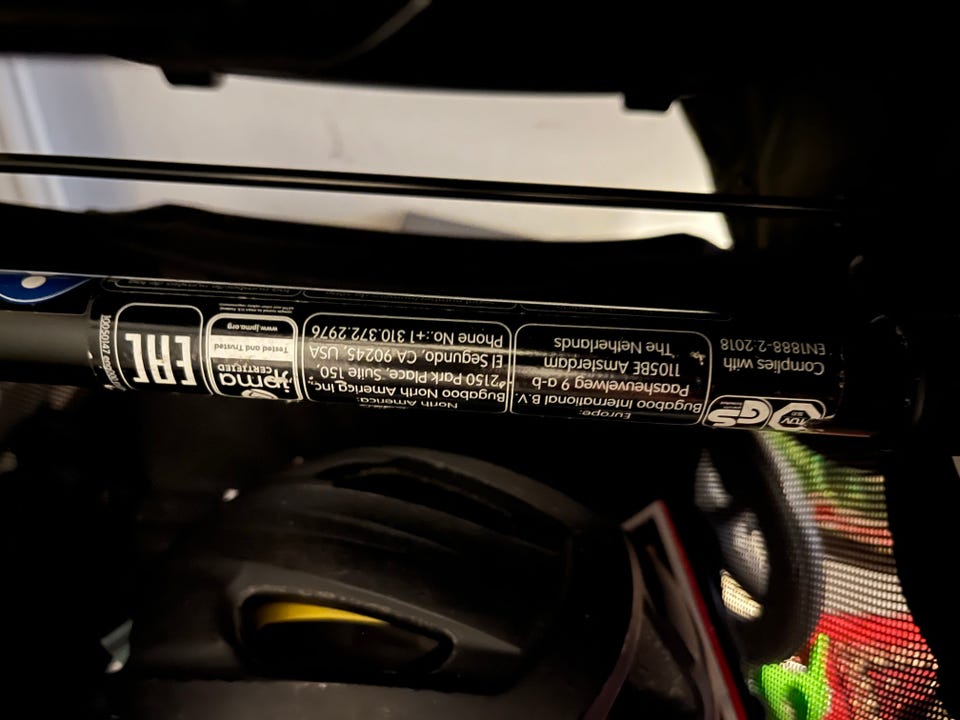 TÜV
GS
Complies with
EN1888-2:2018
Europe:
Bugaboo International B.V.
Paasheuvelweg 9 a-b
1105BE Amsterdam
The Netherlands
North America:
Bugaboo North America, Inc.
2150 Park Place, Suite 150
El Segundo, CA 90245, USA
Phone No.: +1 310.372.2976
jpma
CERTIFIED
Tested and Trusted
www.jpma.org
EAC